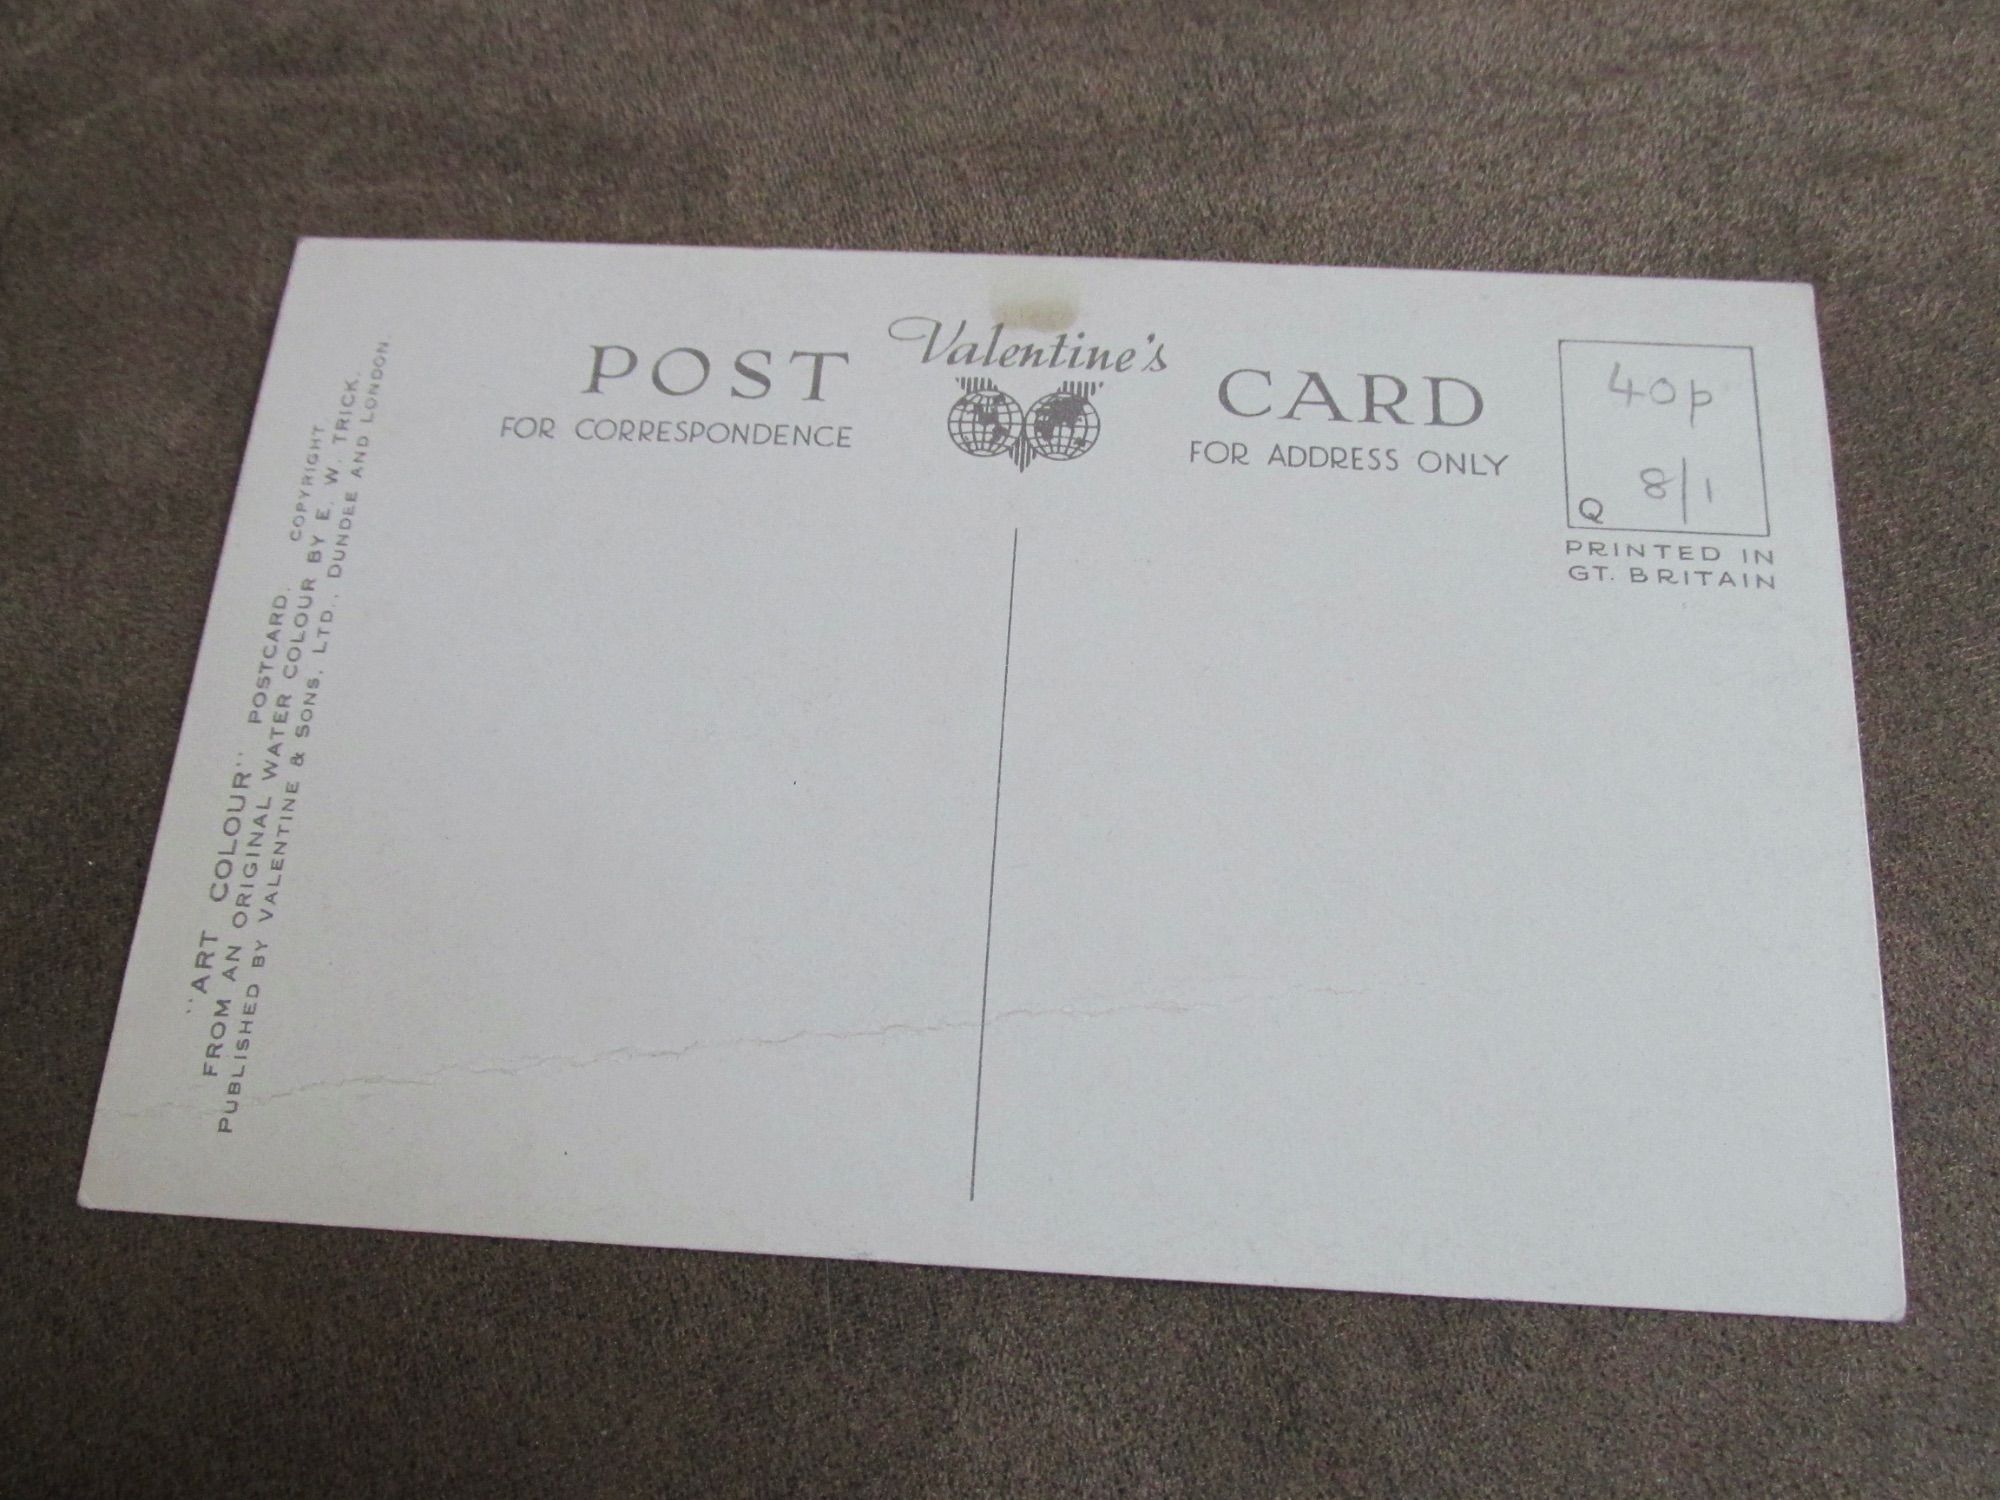 Valentine's
POST CARD
FOR CORRESPONDENCE
FOR ADDRESS ONLY
40p
8/1
Q
PRINTED IN
GT. BRITAIN
"ART COLOUR" POSTCARD. COPYRIGHT
FROM AN ORIGINAL WATER COLOUR BY E. W. TRICK.
PUBLISHED BY VALENTINE & SONS, LTD., DUNDEE AND LONDON